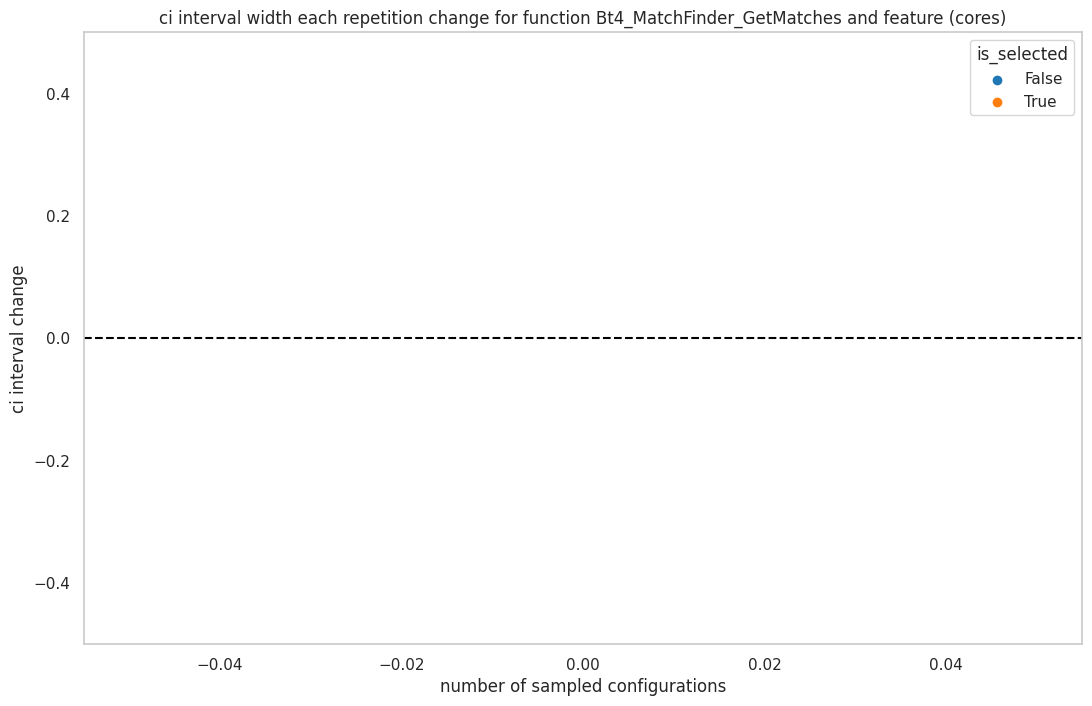 ci interval width each repetition change for function Bt4_MatchFinder_GetMatches and feature (cores)
is_selected
False
True
0.4
0.2
0.0
−0.2
−0.4
ci interval change
−0.04
−0.02
0.00
0.02
0.04
number of sampled configurations